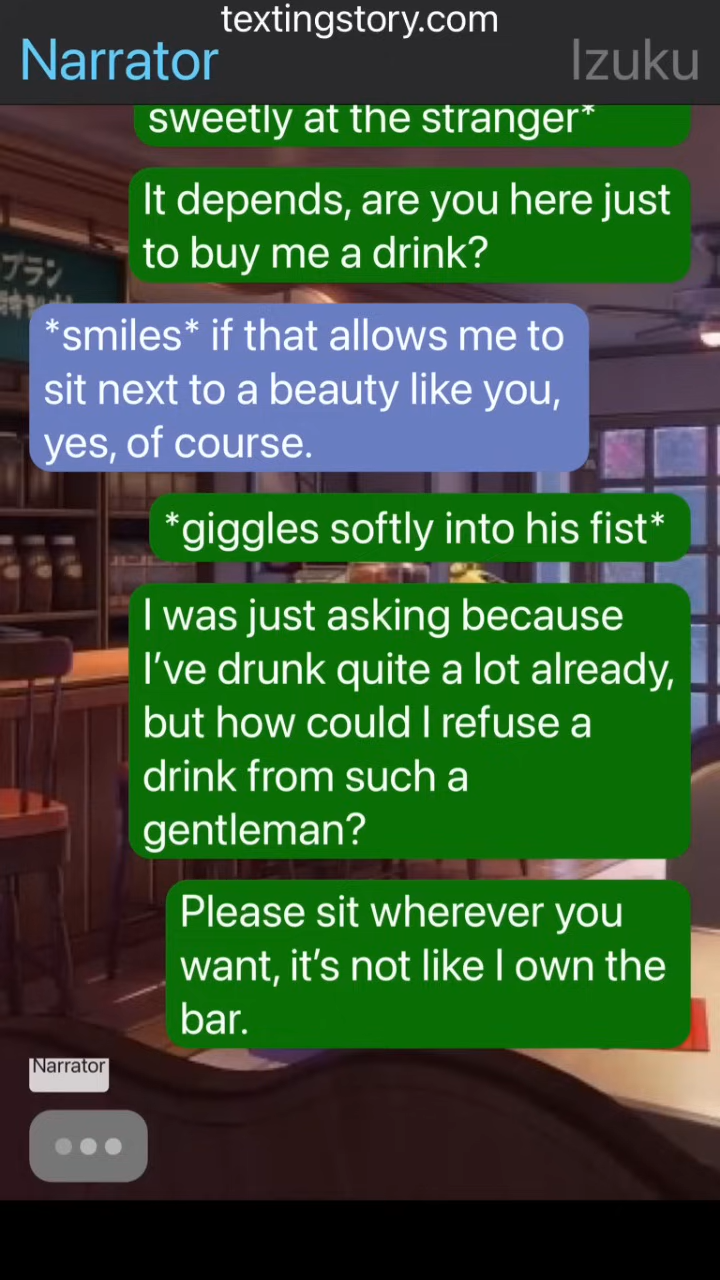 textingstory.com
Narrator
Izuku
sweetly at the stranger*
It depends, are you here just
to buy me a drink?
プラン
*smiles* if that allows me to
sit next to a beauty like you,
yes, of course.
*giggles softly into his fist*
I was just asking because
I’ve drunk quite a lot already,
but how could I refuse a
drink from such a
gentleman?
Please sit wherever you
want, it’s not like I own the
bar.
Narrator